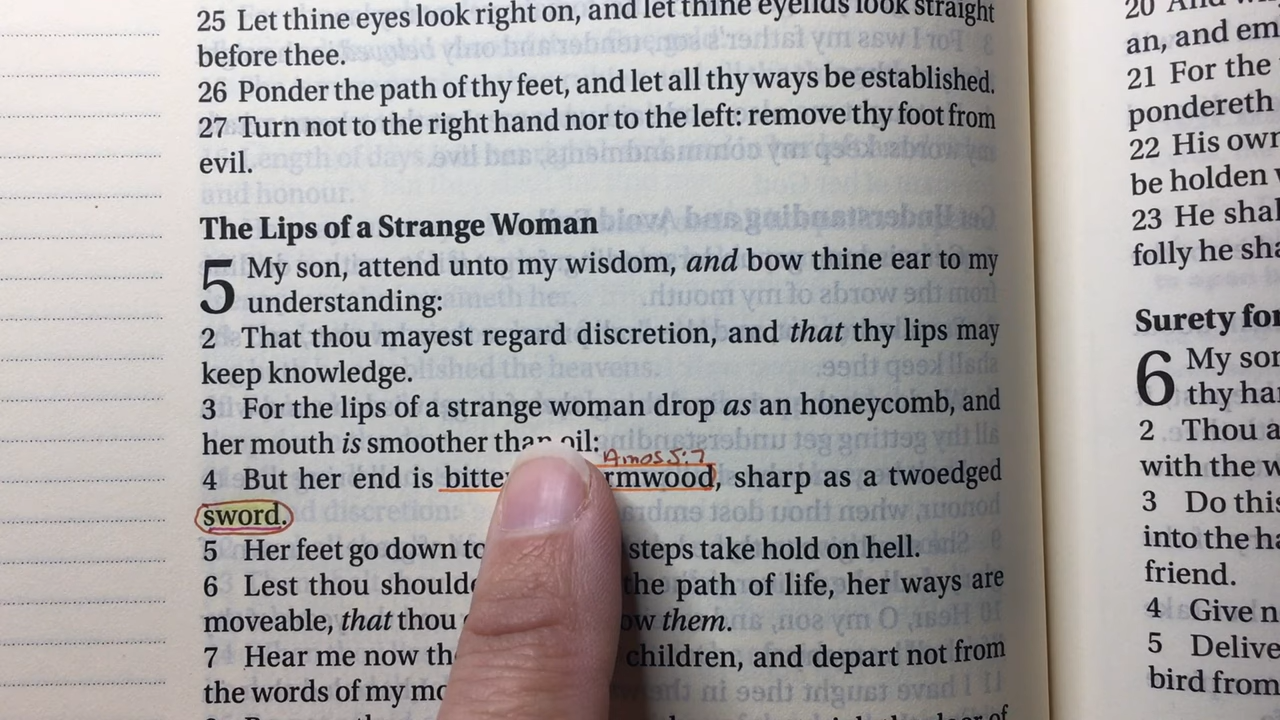 25 Let thine eyes look right on, and let thine eyelids look straight
before thee.
26 Ponder the path of thy feet, and let all thy ways be established.
27 Turn not to the right hand nor to the left: remove thy foot from
evil.
The Lips of a Strange Woman
5 My son, attend unto my wisdom, and bow thine ear to my
understanding:
2 That thou mayest regard discretion, and that thy lips may
keep knowledge.
3 For the lips of a strange woman drop as an honeycomb, and
her mouth is smoother than oil:
Amos 5:7
4 But her end is bitte rmwood, sharp as a twoedged
sword.
5 Her feet go down to steps take hold on hell.
6 Lest thou should the path of life, her ways are
moveable, that thou ow them.
7 Hear me now th children, and depart not from
the words of my mo
20 And
an, and em
21 For the
pondereth
22 His own
be holden
23 He shal
folly he sha
Surety for
6 My son
thy ha
2 Thou a
with the w
3 Do this
into the ha
friend.
4 Give n
5 Delive
bird from